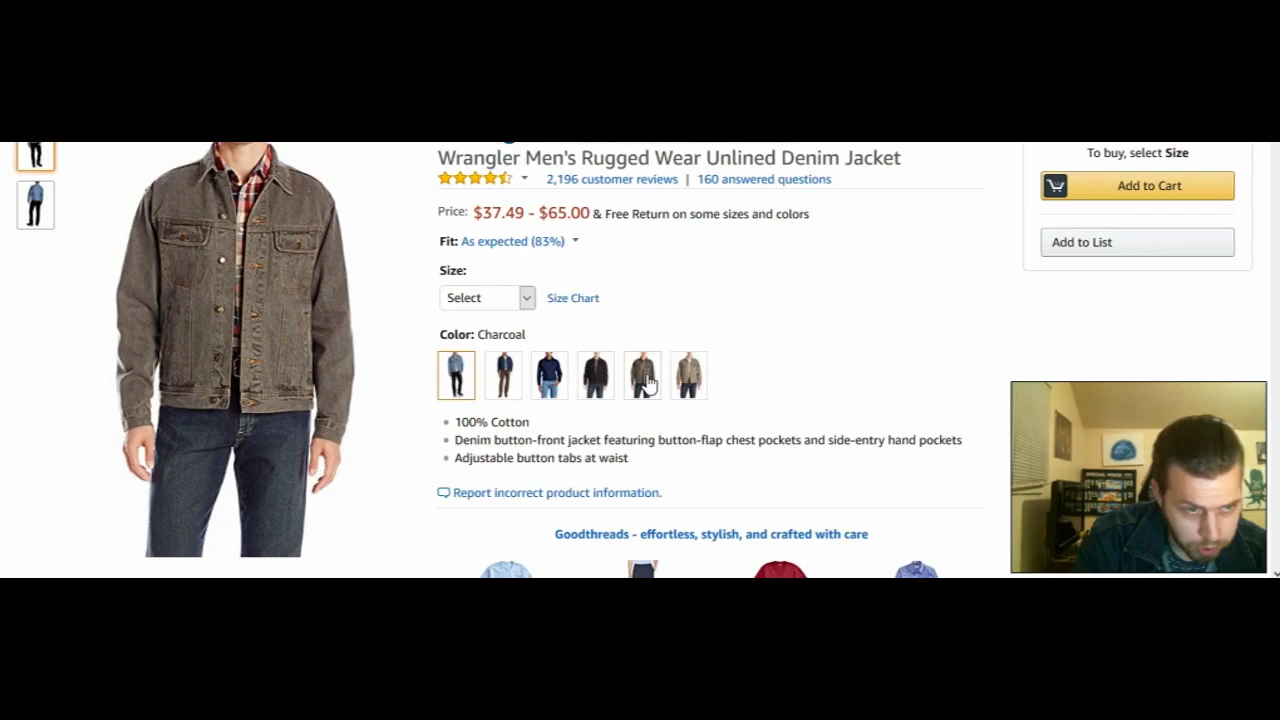 Wrangler Men's Rugged Wear Unlined Denim Jacket
2,196 customer reviews | 160 answered questions
Price: $37.49 - $65.00 & Free Return on some sizes and colors
Fit: As expected (83%)
Size:
Select Size Chart
Color: Charcoal
100% Cotton
Denim button-front jacket featuring button-flap chest pockets and side-entry hand pockets
Adjustable button tabs at waist
Report incorrect product information.
Goodthreads - effortless, stylish, and crafted with care
To buy, select Size
Add to Cart
Add to List